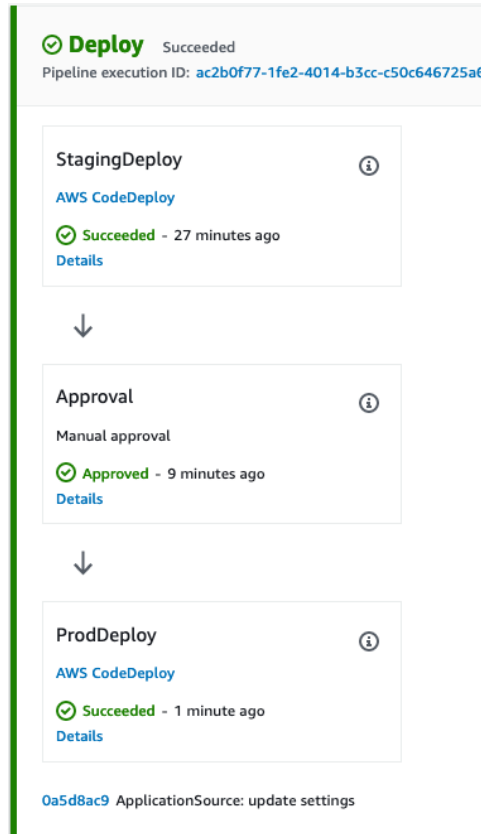 Deploy Succeeded
Pipeline execution ID: ac2b0f77-1fe2-4014-b3cc-c50c646725a6
StagingDeploy
AWS CodeDeploy
Succeeded - 27 minutes ago
Details
Approval
Manual approval
Approved - 9 minutes ago
Details
ProdDeploy
AWS CodeDeploy
Succeeded - 1 minute ago
Details
0a5d8ac9 ApplicationSource: update settings